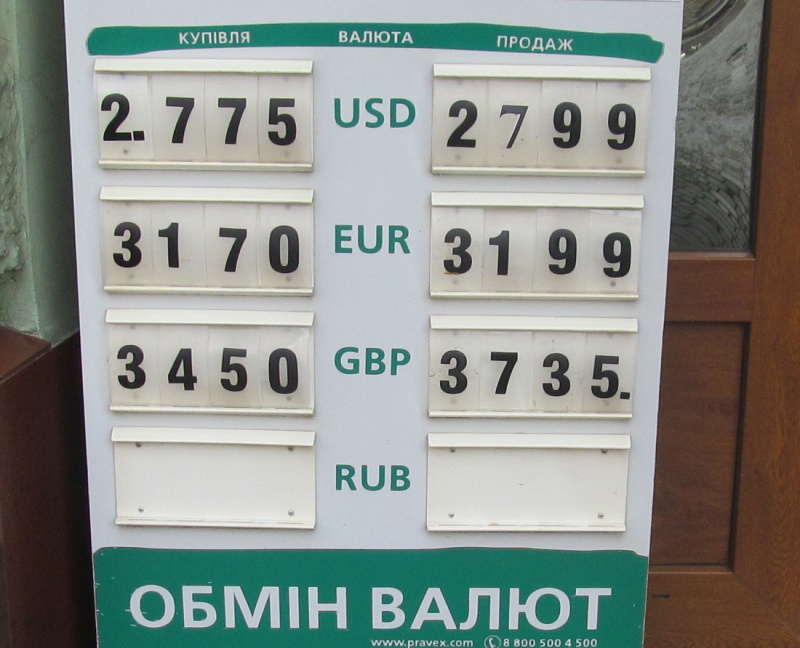 КУПІВЛЯ ВАЛЮТА ПРОДАЖ
2.775 USD 2799
3170 EUR 3199
3450 GBP 3735.
RUB
ОБМІН ВАЛЮТ
www.pravex.com 8 800 500 4 500